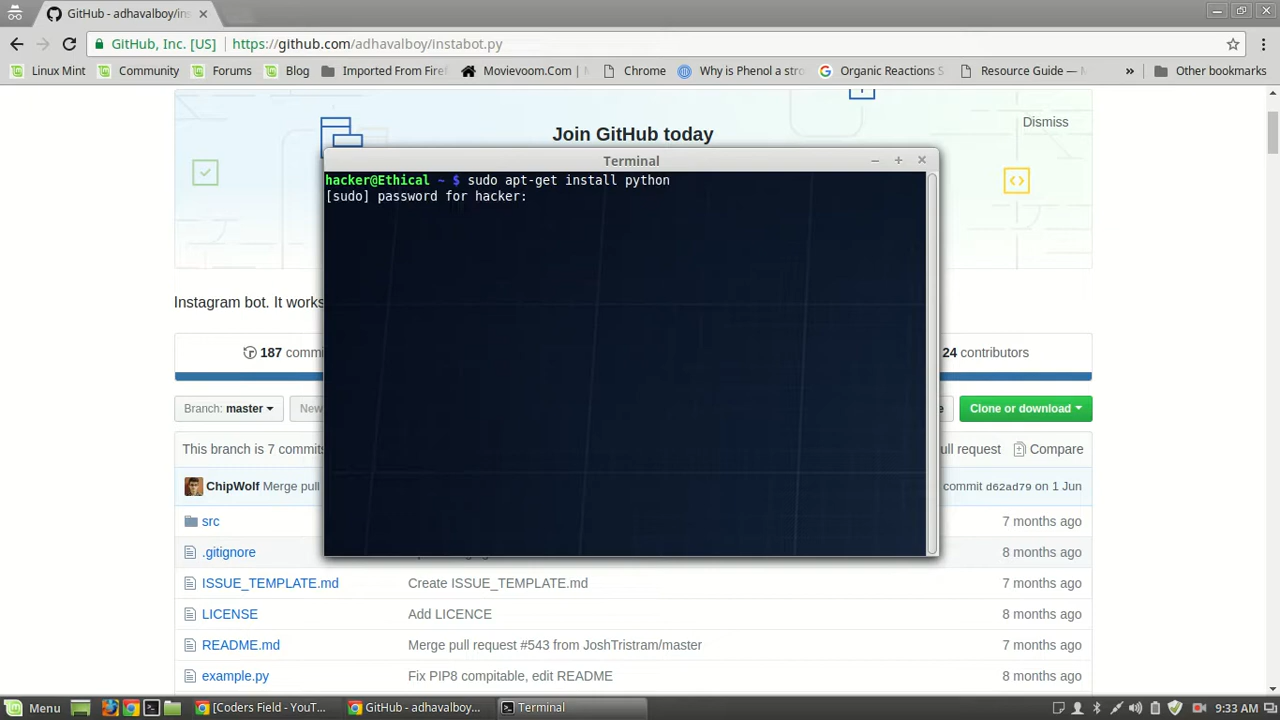 GitHub - adhavalboy/ins
GitHub, Inc. [US]
https://github.com/adhavalboy/instabot.py
Linux Mint
Community
Forums
Blog
Imported From Firef
Movievoom.Com | M
Chrome
Why is Phenol a stro
Organic Reactions S
Resource Guide — M
»
Other bookmarks
Join GitHub today
Dismiss
Terminal
hacker@Ethical ~ $ sudo apt-get install python
[sudo] password for hacker:
Instagram bot. It works
187 commi
24 contributors
Branch: master
New
Clone or download
This branch is 7 commits
ull request
Compare
ChipWolf Merge pull
commit d62ad79 on 1 Jun
src
7 months ago
.gitignore
8 months ago
ISSUE_TEMPLATE.md
Create ISSUE_TEMPLATE.md
7 months ago
LICENSE
Add LICENCE
8 months ago
README.md
Merge pull request #543 from JoshTristram/master
7 months ago
example.py
Fix PIP8 compitable, edit README
8 months ago
Menu
[Coders Field - YouT...
GitHub - adhavalboy...
Terminal
9:33 AM